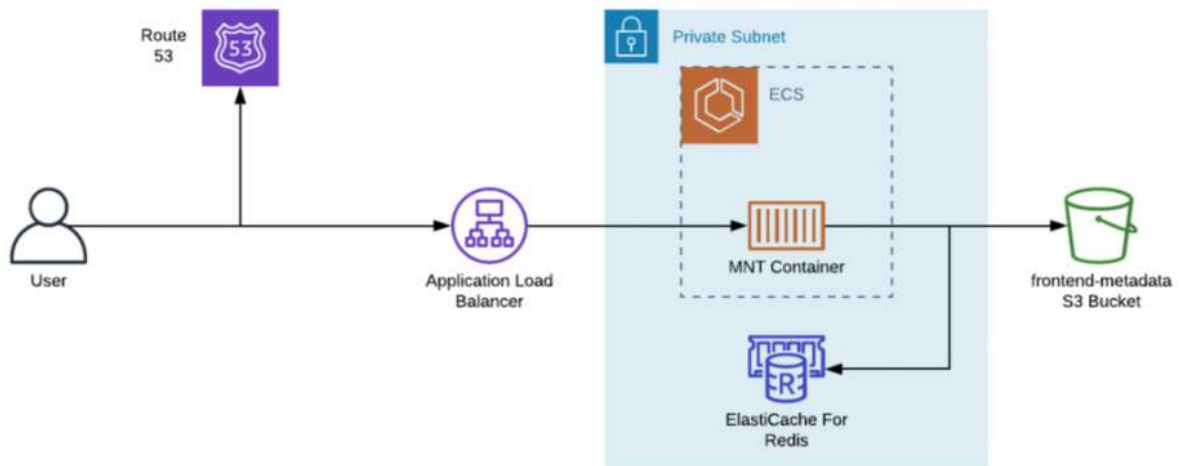 Route
53
53
Private Subnet
ECS
User
Application Load
Balancer
MNT Container
frontend-metadata
S3 Bucket
R
ElastiCache For
Redis